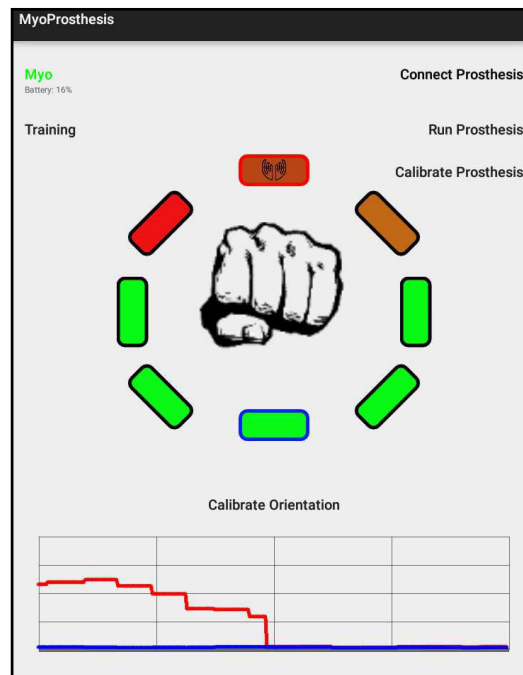 MyoProsthesis
Myo
Connect Prosthesis
Battery: 16%
Training
Run Prosthesis
Calibrate Prosthesis
Calibrate Orientation